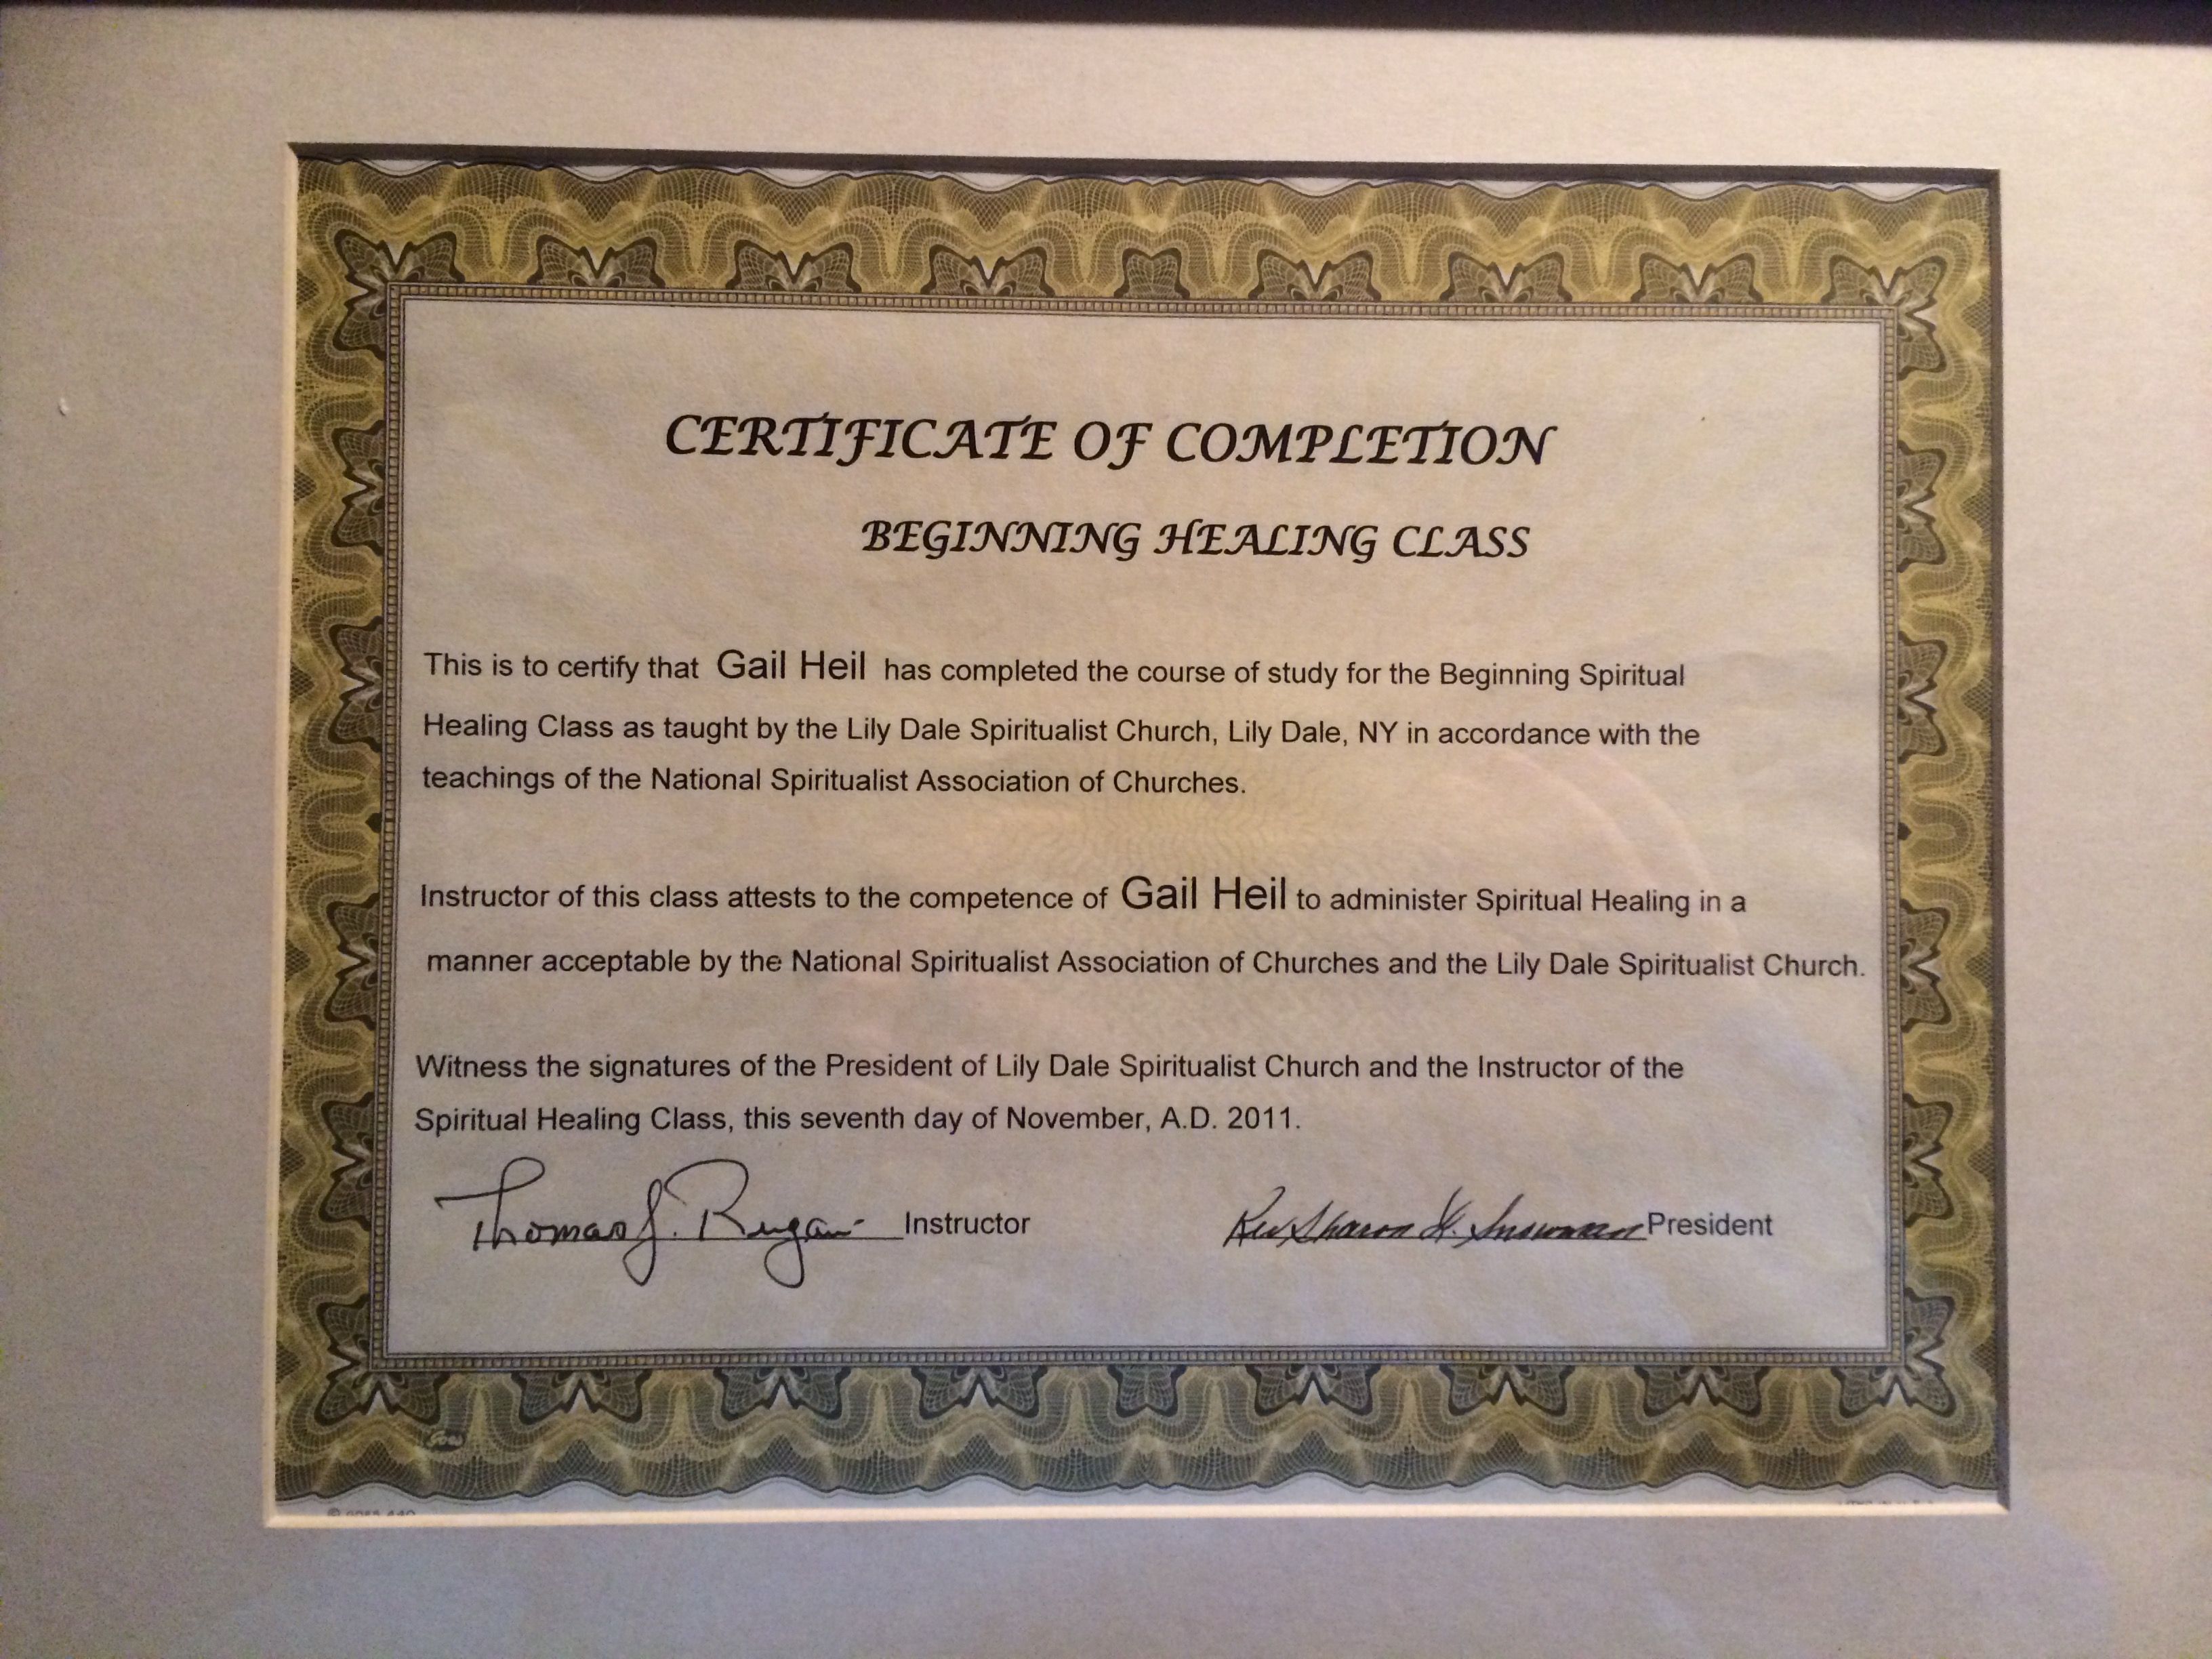 CERTIFICATE OF COMPLETION
BEGINNING HEALING CLASS
This is to certify that Gail Heil has completed the course of study for the Beginning Spiritual
Healing Class as taught by the Lily Dale Spiritualist Church, Lily Dale, NY in accordance with the
teachings of the National Spiritualist Association of Churches.
Instructor of this class attests to the competence of Gail Heil to administer Spiritual Healing in a
manner acceptable by the National Spiritualist Association of Churches and the Lily Dale Spiritualist Church.
Witness the signatures of the President of Lily Dale Spiritualist Church and the Instructor of the
Spiritual Healing Class, this seventh day of November, A.D. 2011.
Thomas J. Instructor Rev Sharon President
Goes